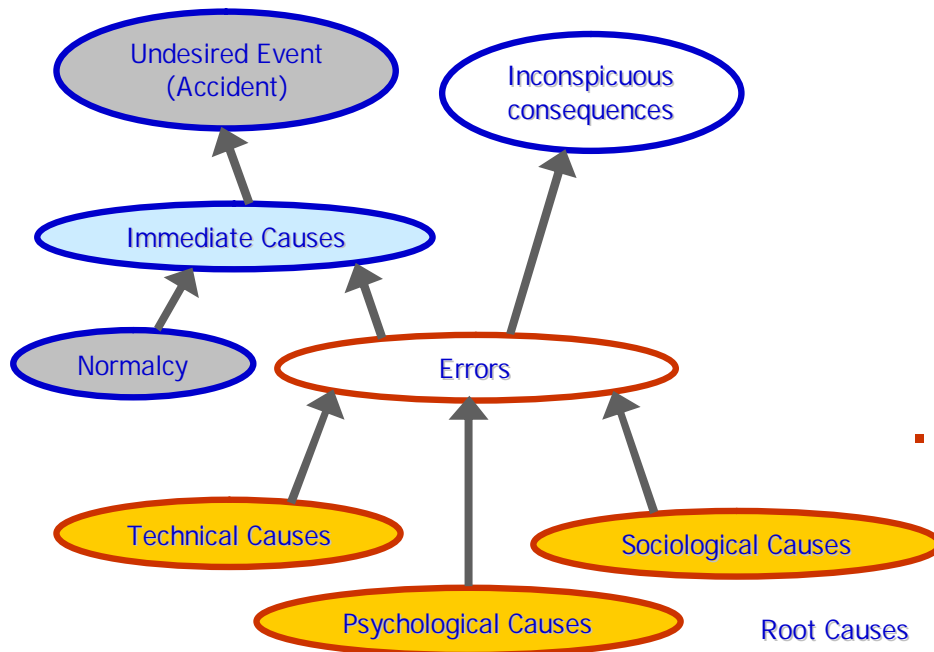 Undesired Event
(Accident)
Inconspicuous
consequences
Immediate Causes
Normalcy
Errors
Technical Causes
Sociological Causes
Psychological Causes
Root Causes